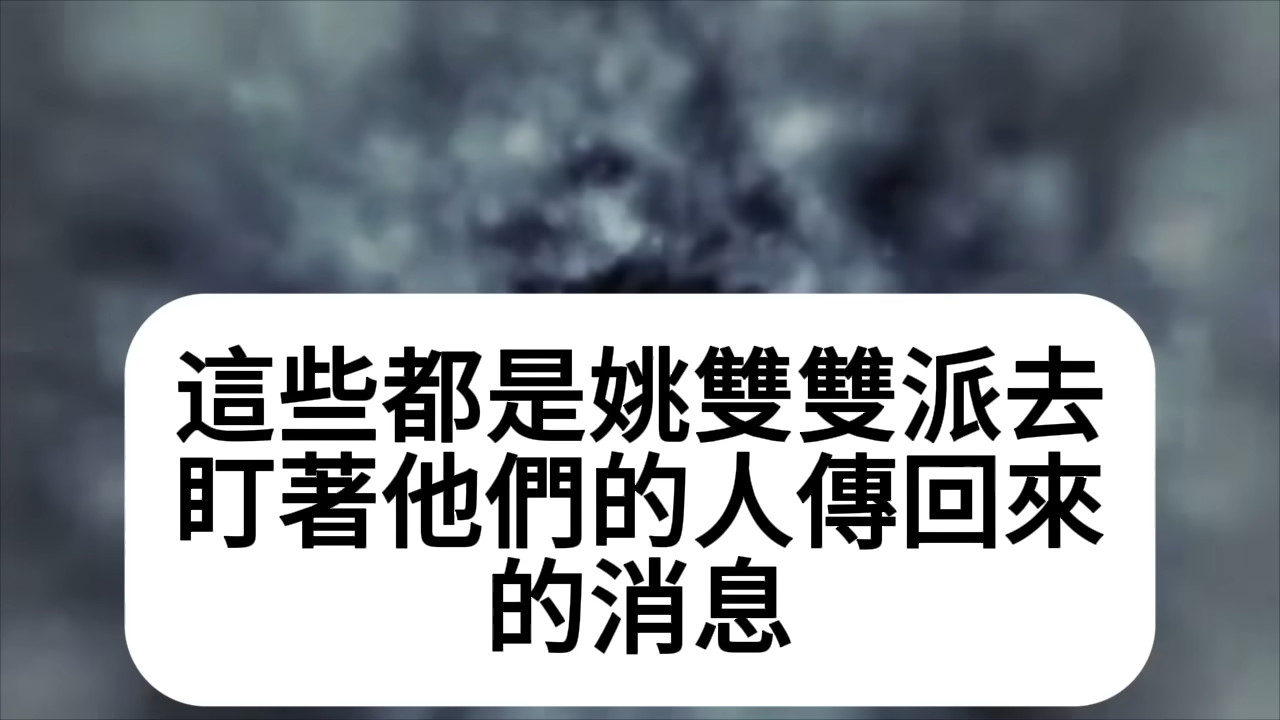 這些都是姚雙雙派去
盯著他們的人傳回來
的消息